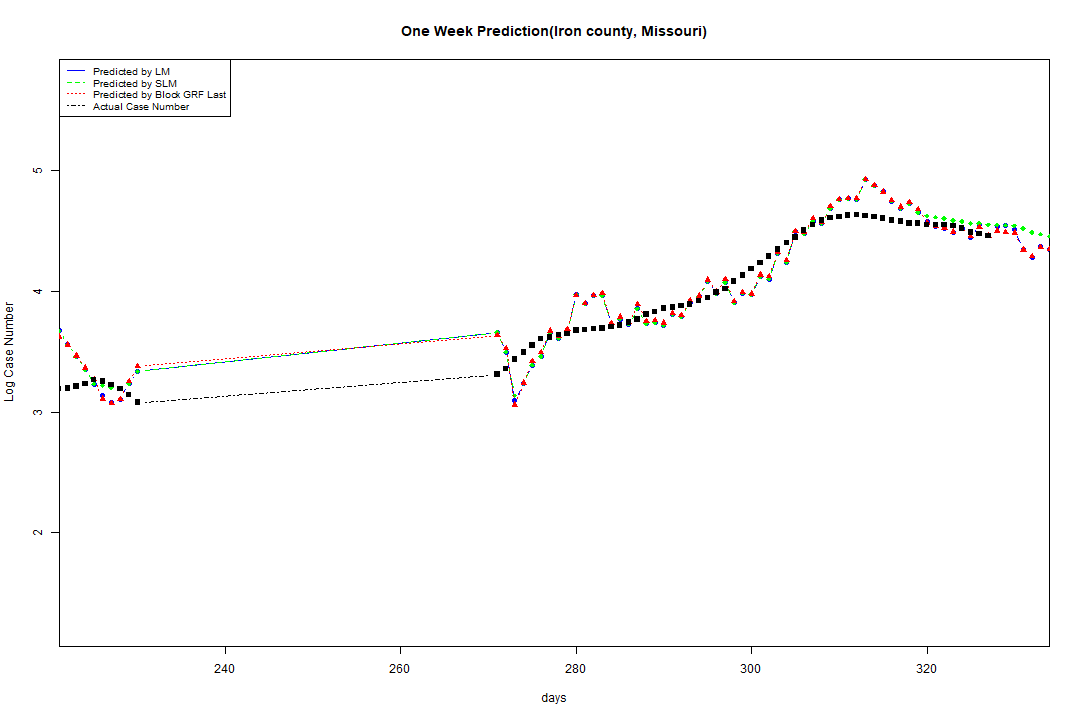 One Week Prediction(Iron county, Missouri)
Predicted by LM
Predicted by SLM
Predicted by Block GRF Last
Actual Case Number
5
4
3
2
Log Case Number
240 260 280 300 320
days